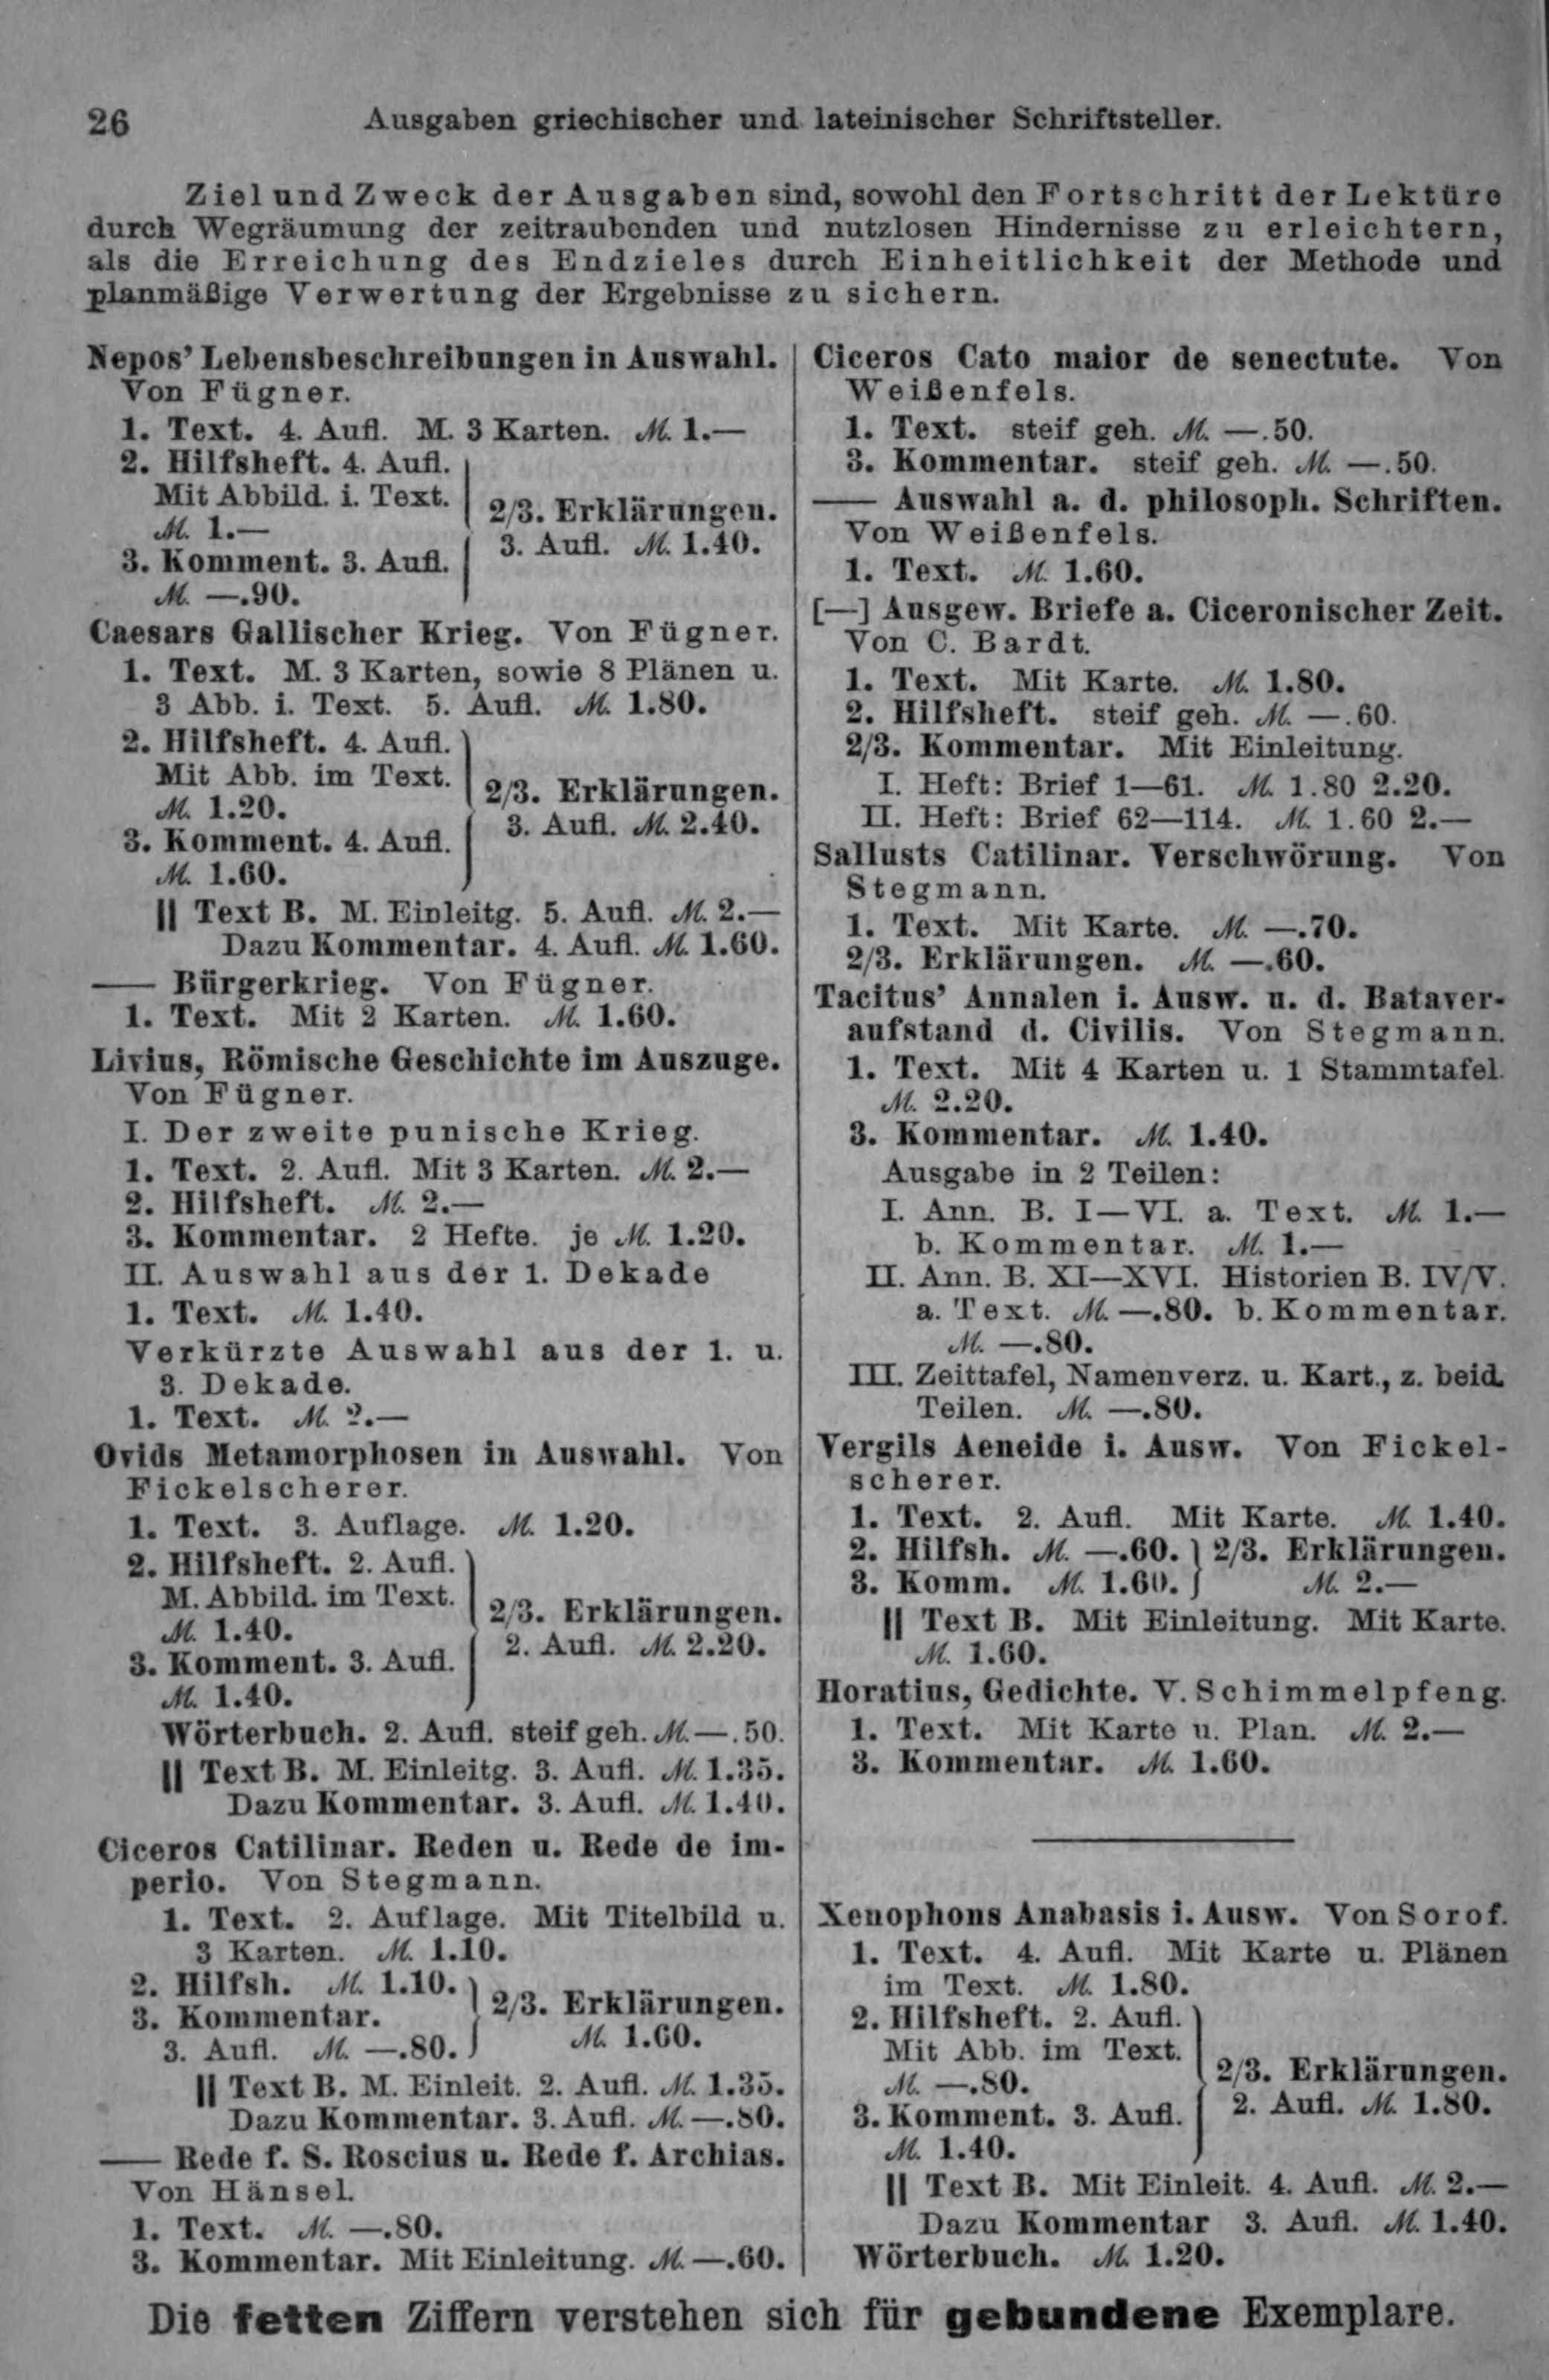 26
Ausgaben griechischer und lateinischer Schriftsteller.
Ziel und Zweck der Ausgaben sind, sowohl den Fortschritt der Lektüre
durch Wegräumung der zeitraubenden und nutzlosen Hindernisse zu erleichtern,
als die Erreichung des Endzieles durch Einheitlichkeit der Methode und
planmäßige Verwertung der Ergebnisse zu sichern.
Nepos' Lebensbeschreibungen in Auswahl.
Von Fügner.
1. Text. 4. Aufl. M. 3 Karten. ℳ. 1.—
2. Hilfsheft. 4. Aufl.
Mit Abbild. i. Text.
ℳ. 1.—
3. Komment. 3. Aufl.
ℳ. —.90.
2/3. Erklärungen.
3. Aufl. ℳ. 1.40.
Caesars Gallischer Krieg. Von Fügner.
1. Text. M. 3 Karten, sowie 8 Plänen u.
3 Abb. i. Text. 5. Aufl. ℳ. 1.80.
2. Hilfsheft. 4. Aufl.
Mit Abb. im Text.
ℳ. 1.20.
3. Komment. 4. Aufl.
ℳ. 1.60.
2/3. Erklärungen.
3. Aufl. ℳ. 2.40.
|| Text B. M. Einleitg. 5. Aufl. ℳ. 2.—
Dazu Kommentar. 4. Aufl. ℳ. 1.60.
—— Bürgerkrieg. Von Fügner.
1. Text. Mit 2 Karten. ℳ. 1.60.
Livius, Römische Geschichte im Auszuge.
Von Fügner.
I. Der zweite punische Krieg.
1. Text. 2. Aufl. Mit 3 Karten. ℳ. 2.—
2. Hilfsheft. ℳ. 2.—
3. Kommentar. 2 Hefte. je ℳ. 1.20.
II. Auswahl aus der 1. Dekade
1. Text. ℳ. 1.40.
Verkürzte Auswahl aus der 1. u.
3. Dekade.
1. Text. ℳ. 2.—
Ovids Metamorphosen in Auswahl. Von
Fickelscherer.
1. Text. 3. Auflage. ℳ. 1.20.
2. Hilfsheft. 2. Aufl.
M. Abbild. im Text.
ℳ. 1.40.
3. Komment. 3. Aufl.
ℳ. 1.40.
2/3. Erklärungen.
2. Aufl. ℳ. 2.20.
Wörterbuch. 2. Aufl. steif geh. ℳ. —.50.
|| Text B. M. Einleitg. 3. Aufl. ℳ. 1.35.
Dazu Kommentar. 3. Aufl. ℳ. 1.40.
Ciceros Catilinar. Reden u. Rede de im-
perio. Von Stegmann.
1. Text. 2. Auflage. Mit Titelbild u.
3 Karten. ℳ. 1.10.
2. Hilfsh. ℳ. 1.10.
3. Kommentar.
3. Aufl. ℳ. —.80.
2/3. Erklärungen.
ℳ. 1.60.
|| Text B. M. Einleit. 2. Aufl. ℳ. 1.35.
Dazu Kommentar. 3. Aufl. ℳ. —.80.
—— Rede f. S. Roscius u. Rede f. Archias.
Von Hänsel.
1. Text. ℳ. —.80.
3. Kommentar. Mit Einleitung. ℳ. —.60.
Ciceros Cato maior de senectute. Von
Weißenfels.
1. Text. steif geh. ℳ. —.50.
3. Kommentar. steif geh. ℳ. —.50.
—— Auswahl a. d. philosoph. Schriften.
Von Weißenfels.
1. Text. ℳ. 1.60.
[—] Ausgew. Briefe a. Ciceronischer Zeit.
Von C. Bardt.
1. Text. Mit Karte. ℳ. 1.80.
2. Hilfsheft. steif geh. ℳ. —.60.
2/3. Kommentar. Mit Einleitung.
I. Heft: Brief 1—61. ℳ. 1.80 2.20.
II. Heft: Brief 62—114. ℳ. 1.60 2.—
Sallusts Catilinar. Verschwörung. Von
Stegmann.
1. Text. Mit Karte. ℳ. —.70.
2/3. Erklärungen. ℳ. —.60.
Tacitus' Annalen i. Ausw. u. d. Bataver-
aufstand d. Civilis. Von Stegmann.
1. Text. Mit 4 Karten u. 1 Stammtafel.
ℳ. 2.20.
3. Kommentar. ℳ. 1.40.
Ausgabe in 2 Teilen:
I. Ann. B. I—VI. a. Text. ℳ. 1.—
b. Kommentar. ℳ. 1.—
II. Ann. B. XI—XVI. Historien B. IV/V.
a. Text. ℳ. —.80. b. Kommentar.
ℳ. —.80.
III. Zeittafel, Namenverz. u. Kart., z. beid.
Teilen. ℳ. —.80.
Vergils Aeneide i. Ausw. Von Fickel-
scherer.
1. Text. 2. Aufl. Mit Karte. ℳ. 1.40.
2. Hilfsh. ℳ. —.60.
3. Komm. ℳ. 1.60.
2/3. Erklärungen.
ℳ. 2.—
|| Text B. Mit Einleitung. Mit Karte.
ℳ. 1.60.
Horatius, Gedichte. V. Schimmelpfeng.
1. Text. Mit Karte u. Plan. ℳ. 2.—
3. Kommentar. ℳ. 1.60.
Xenophons Anabasis i. Ausw. Von Sorof.
1. Text. 4. Aufl. Mit Karte u. Plänen
im Text. ℳ. 1.80.
2. Hilfsheft. 2. Aufl.
Mit Abb. im Text.
ℳ. —.80.
3. Komment. 3. Aufl.
ℳ. 1.40.
2/3. Erklärungen.
2. Aufl. ℳ. 1.80.
|| Text B. Mit Einleit. 4. Aufl. ℳ. 2.—
Dazu Kommentar 3. Aufl. ℳ. 1.40.
Wörterbuch. ℳ. 1.20.
Die fetten Ziffern verstehen sich für gebundene Exemplare.